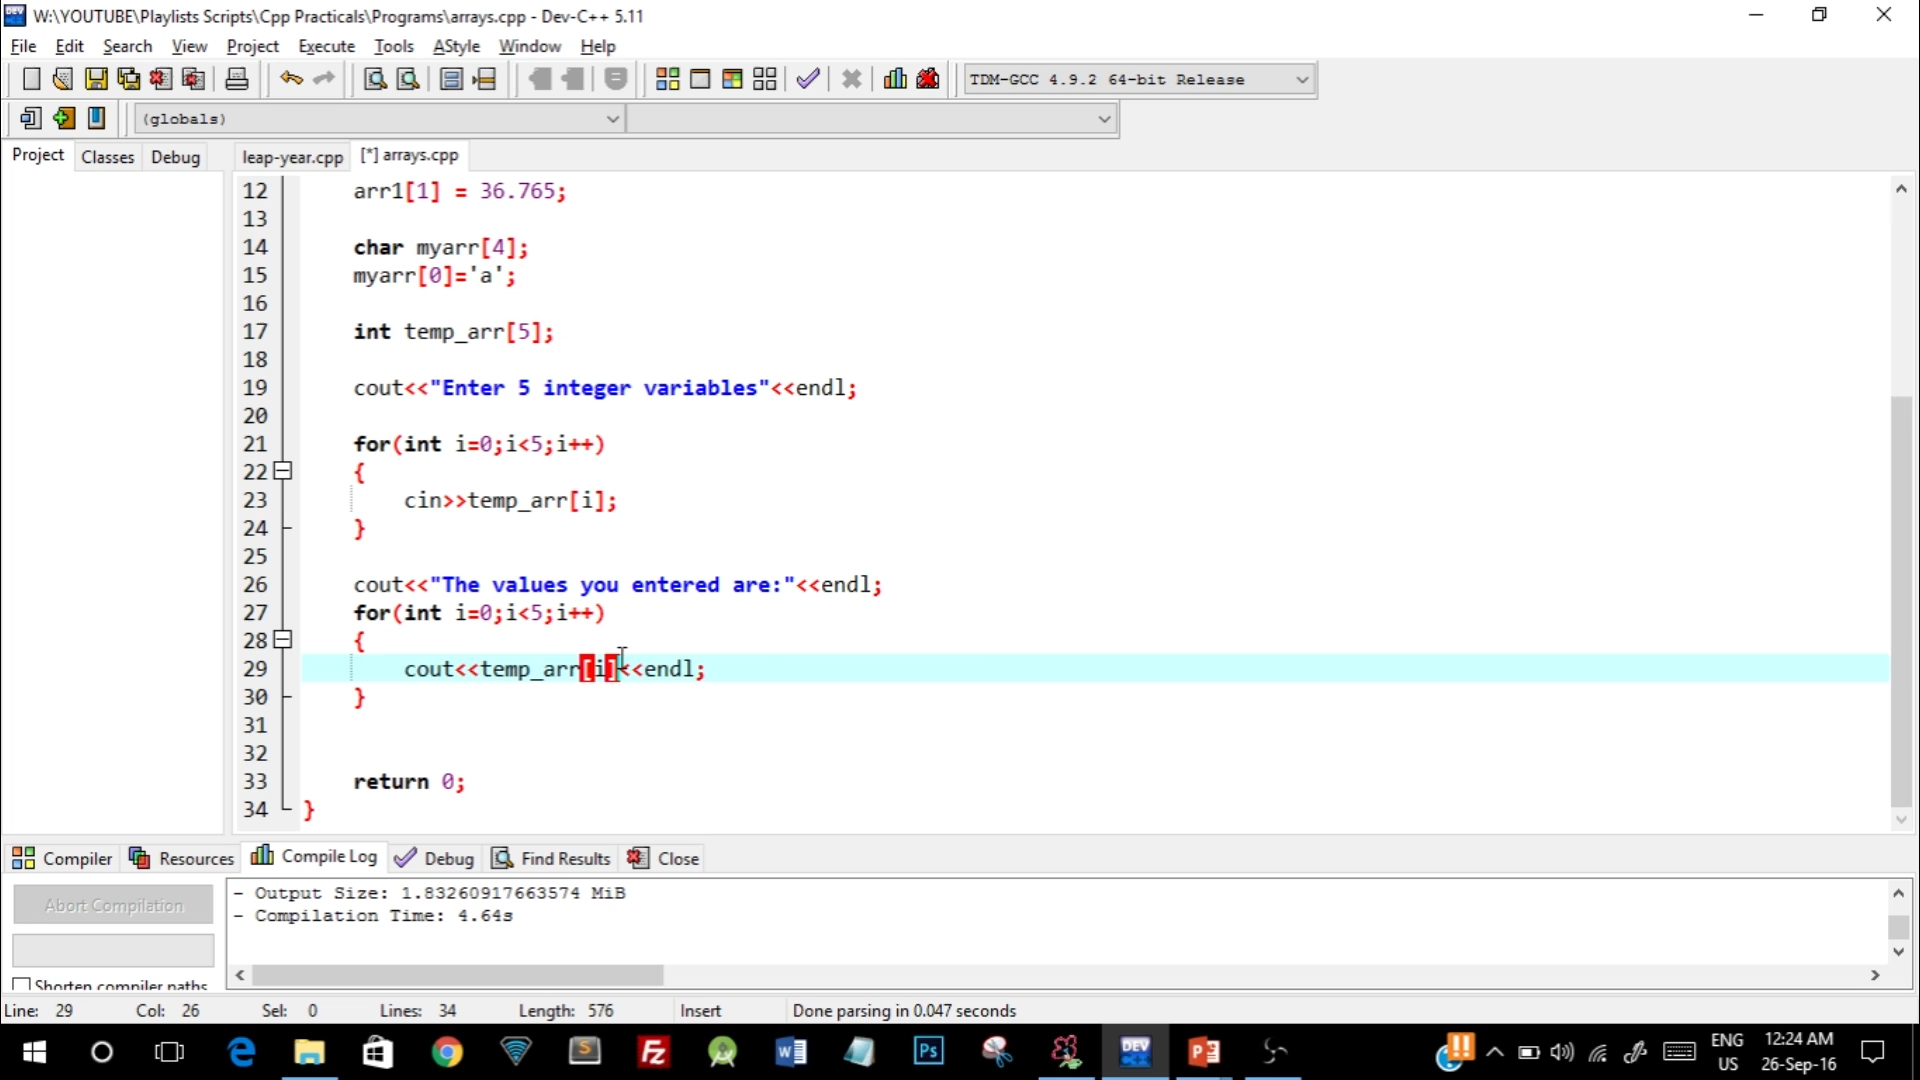 W:\YOUTUBE\Playlists Scripts\Cpp Practicals\Programs\arrays.cpp - Dev-C++ 5.11
File Edit Search View Project Execute Tools AStyle Window Help
TDM-GCC 4.9.2 64-bit Release
(globals)
Project Classes Debug leap-year.cpp [*] arrays.cpp
12 arr1[1] = 36.765;
13
14 char myarr[4];
15 myarr[0]='a';
16
17 int temp_arr[5];
18
19 cout<<"Enter 5 integer variables"<<endl;
20
21 for(int i=0;i<5;i++)
22 {
23 cin>>temp_arr[i];
24 }
25
26 cout<<"The values you entered are:"<<endl;
27 for(int i=0;i<5;i++)
28 {
29 cout<<temp_arr[i]<<endl;
30 }
31
32
33 return 0;
34 }
Compiler Resources Compile Log Debug Find Results Close
Abort Compilation
- Output Size: 1.83260917663574 MiB
- Compilation Time: 4.64s
Shorten compiler paths
Line: 29 Col: 26 Sel: 0 Lines: 34 Length: 576 Insert Done parsing in 0.047 seconds
ENG 12:24 AM
US 26-Sep-16